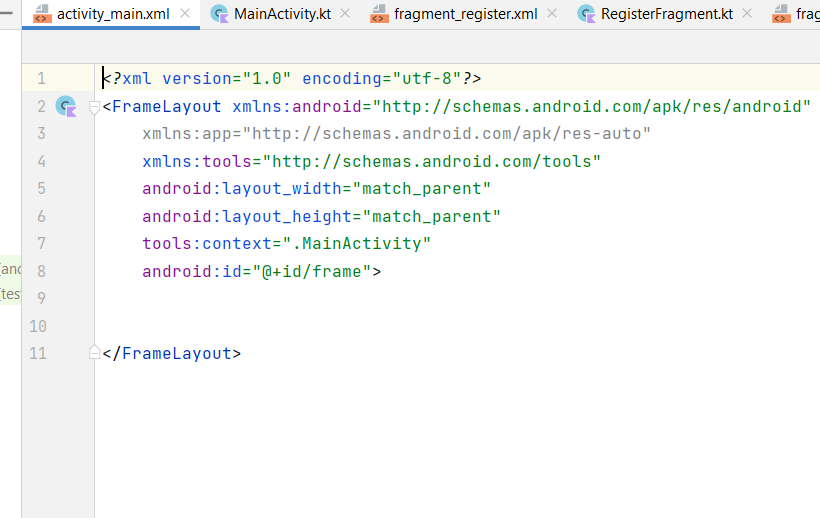 activity_main.xml MainActivity.kt fragment_register.xml RegisterFragment.kt frag
1 <?xml version="1.0" encoding="utf-8"?>
2 <FrameLayout xmlns:android="http://schemas.android.com/apk/res/android"
3 xmlns:app="http://schemas.android.com/apk/res-auto"
4 xmlns:tools="http://schemas.android.com/tools"
5 android:layout_width="match_parent"
6 android:layout_height="match_parent"
7 tools:context=".MainActivity"
(and
8 android:id="@+id/frame">
(tes
9
10
11 </FrameLayout>